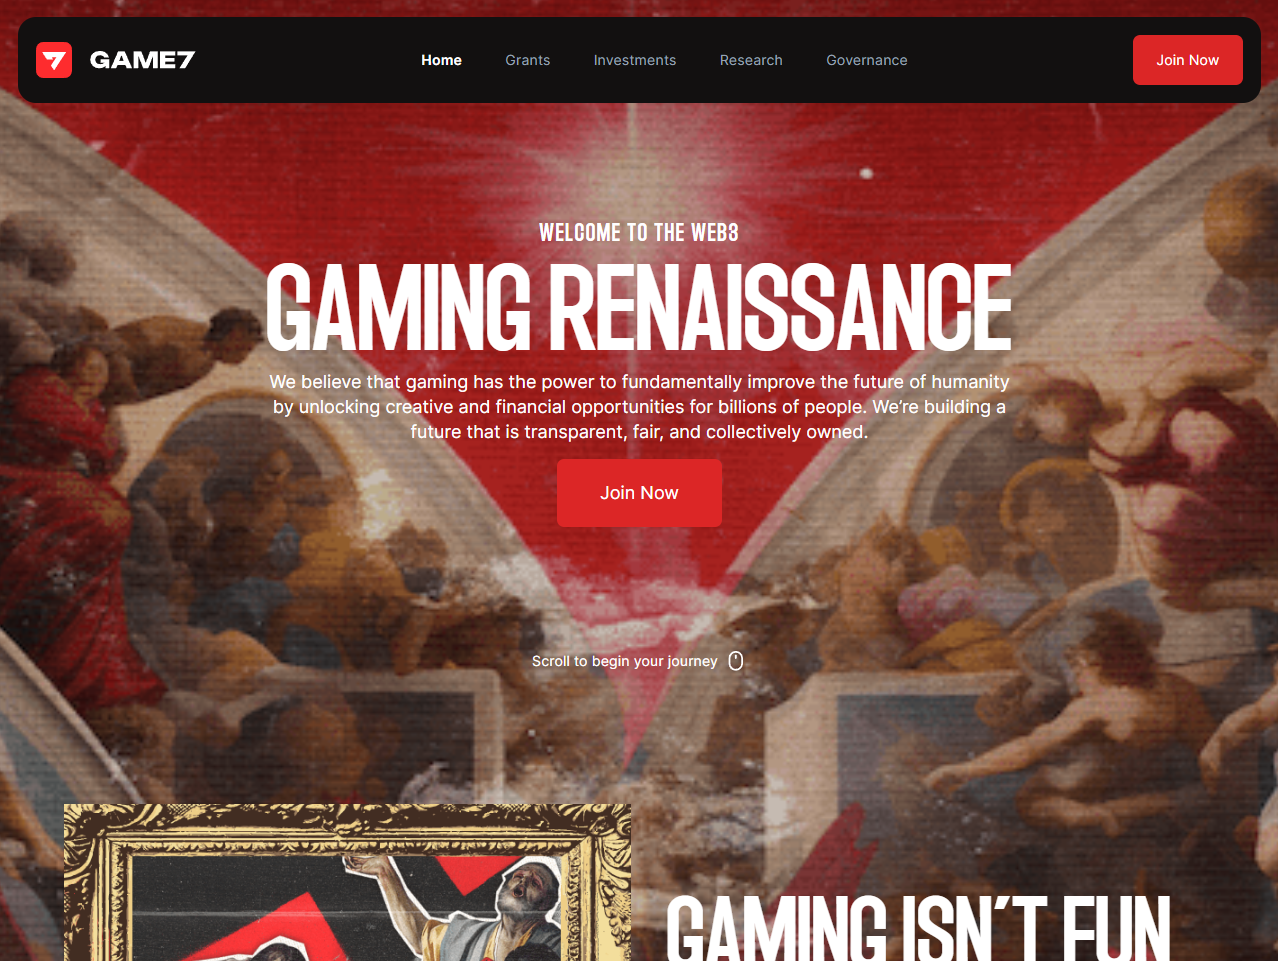 GAME7
Home
Grants
Investments
Research
Governance
Join Now
WELCOME TO THE WEB3
GAMING RENAISSANCE
We believe that gaming has the power to fundamentally improve the future of humanity
by unlocking creative and financial opportunities for billions of people. We’re building a
future that is transparent, fair, and collectively owned.
Join Now
Scroll to begin your journey
GAMING ISN’T FUN